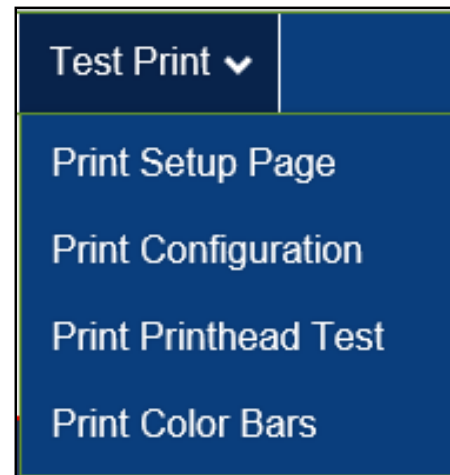 Test Print
Print Setup Page
Print Configuration
Print Printhead Test
Print Color Bars